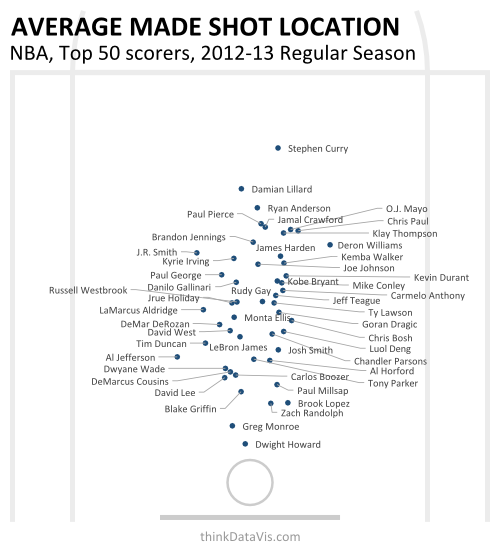 AVERAGE MADE SHOT LOCATION
NBA, Top 50 scorers, 2012-13 Regular Season
Stephen Curry
Damian Lillard
Ryan Anderson
O.J. Mayo
Paul Pierce
Jamal Crawford
Chris Paul
Klay Thompson
Brandon Jennings
James Harden
Deron Williams
J.R. Smith
Kemba Walker
Kyrie Irving
Joe Johnson
Paul George
Kevin Durant
Kobe Bryant
Danilo Gallinari
Mike Conley
Russell Westbrook
Rudy Gay
Carmelo Anthony
Jrue Holiday
Jeff Teague
LaMarcus Aldridge
Ty Lawson
Monta Ellis
DeMar DeRozan
Goran Dragic
David West
Chris Bosh
Tim Duncan
LeBron James
Luol Deng
Josh Smith
Al Jefferson
Chandler Parsons
Dwyane Wade
Al Horford
DeMarcus Cousins
Carlos Boozer
Tony Parker
David Lee
Paul Millsap
Blake Griffin
Brook Lopez
Zach Randolph
Greg Monroe
Dwight Howard
thinkDataVis.com